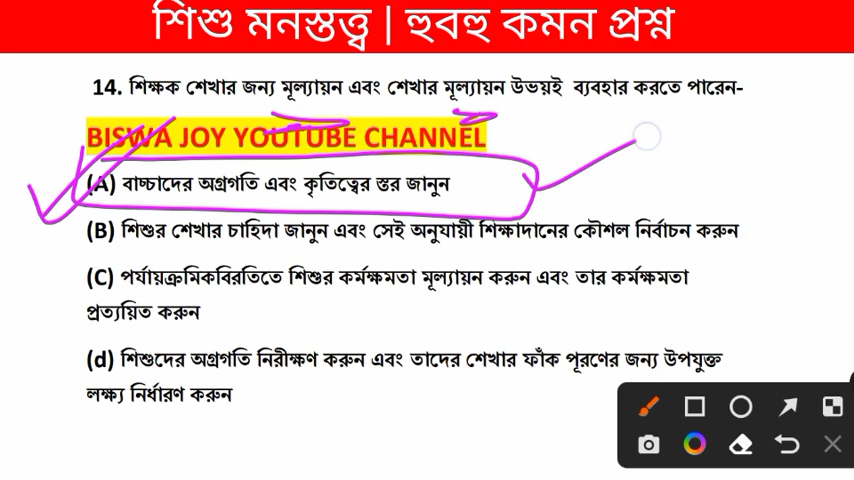 শিশু মনস্তত্ত্ব | হুবহু কমন প্রশ্ন
14. শিক্ষক শেখার জন্য মূল্যায়ন এবং শেখার মূল্যায়ন উভয়ই ব্যবহার করতে পারেন-
BISWA JOY YOUTUBE CHANNEL
(A) বাচ্চাদের অগ্রগতি এবং কৃতিত্বের স্তর জানুন
(B) শিশুর শেখার চাহিদা জানুন এবং সেই অনুযায়ী শিক্ষাদানের কৌশল নির্বাচন করুন
(C) পর্যায়ক্রমিকবিরতিতে শিশুর কর্মক্ষমতা মূল্যায়ন করুন এবং তার কর্মক্ষমতা
প্রত্যয়িত করুন
(d) শিশুদের অগ্রগতি নিরীক্ষণ করুন এবং তাদের শেখার ফাঁক পূরণের জন্য উপযুক্ত
লক্ষ্য নির্ধারণ করুন